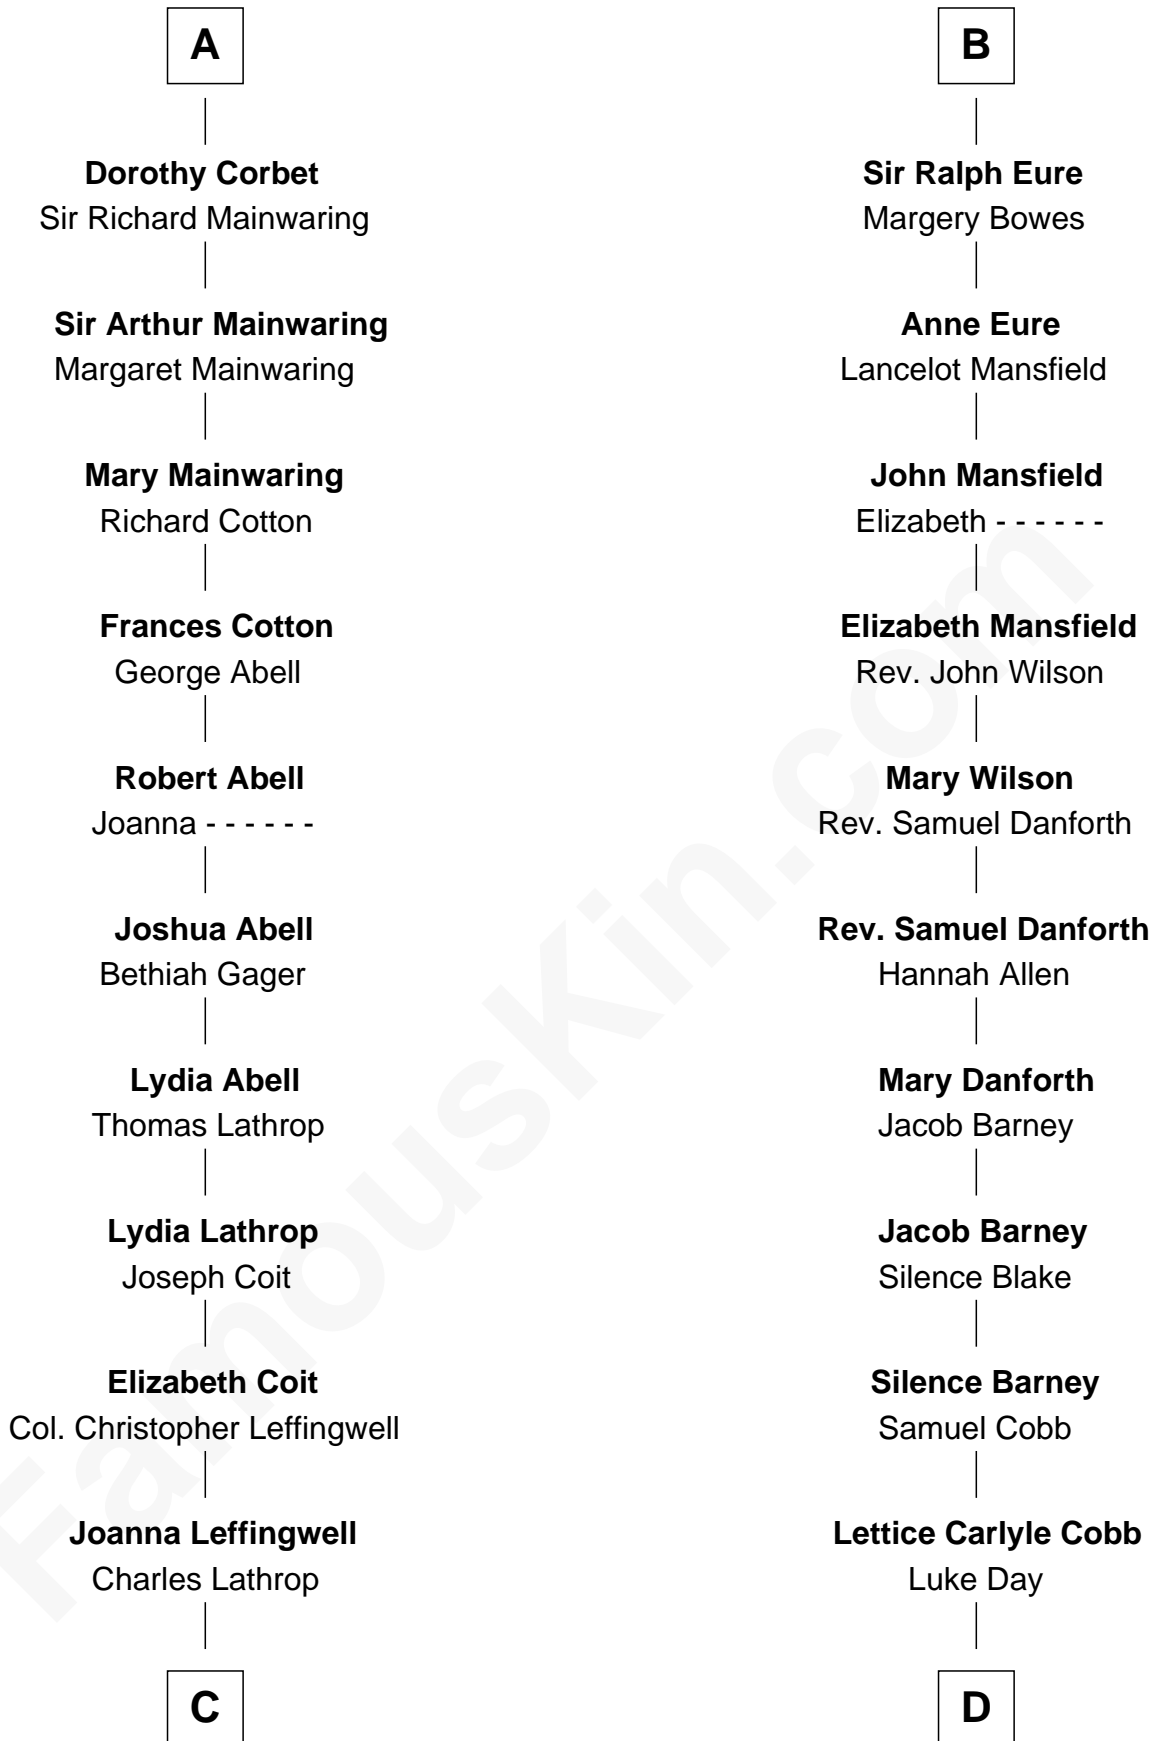 A
Dorothy Corbet
Sir Richard Mainwaring
Sir Arthur Mainwaring
Margaret Mainwaring
Mary Mainwaring
Richard Cotton
Frances Cotton
George Abell
Robert Abell
Joanna - - - - - -
Joshua Abell
Bethiah Gager
Lydia Abell
Thomas Lathrop
Lydia Lathrop
Joseph Coit
Elizabeth Coit
Col. Christopher Leffingwell
Joanna Leffingwell
Charles Lathrop
C
B
Sir Ralph Eure
Margery Bowes
Anne Eure
Lancelot Mansfield
John Mansfield
Elizabeth - - - - - -
Elizabeth Mansfield
Rev. John Wilson
Mary Wilson
Rev. Samuel Danforth
Rev. Samuel Danforth
Hannah Allen
Mary Danforth
Jacob Barney
Jacob Barney
Silence Blake
Silence Barney
Samuel Cobb
Lettice Carlyle Cobb
Luke Day
D
FamousKin.com